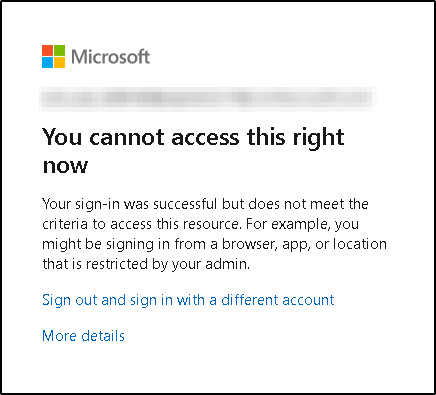 Microsoft
You cannot access this right
now
Your sign-in was successful but does not meet the
criteria to access this resource. For example, you
might be signing in from a browser, app, or location
that is restricted by your admin.
Sign out and sign in with a different account
More details